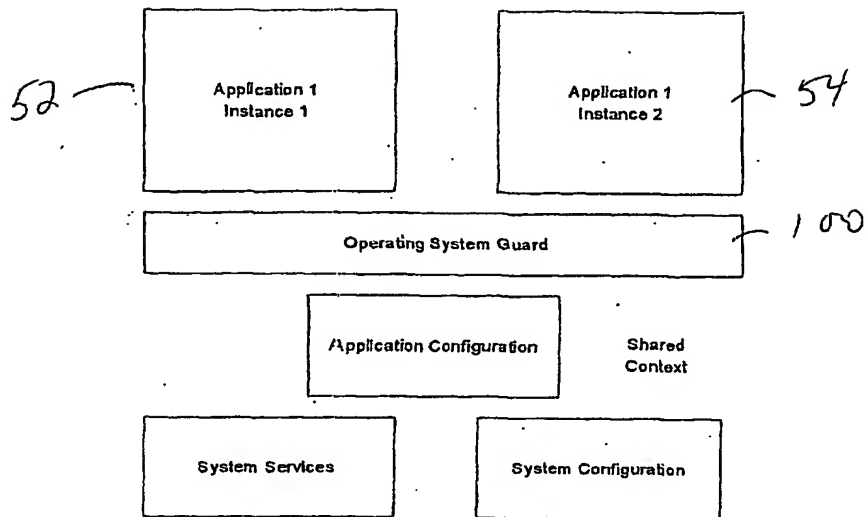 52
Application 1
Instance 1
Application 1
Instance 2
54
Operating System Guard
100
Application Configuration
Shared
Context
System Services
System Configuration